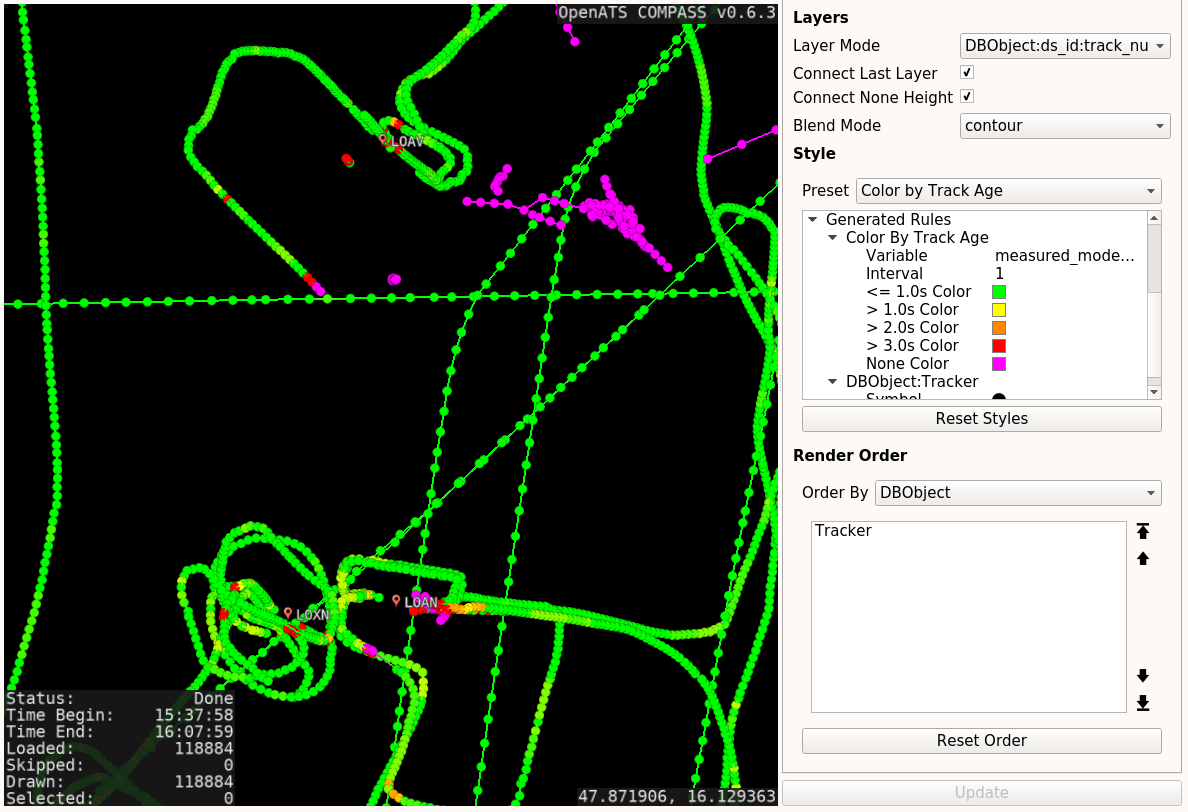 OpenATS COMPASS v0.6.3
LOAV
LOXN
LOAN
Status: Done
Time Begin: 15:37:58
Time End: 16:07:59
Loaded: 118884
Skipped: 0
Drawn: 118884
Selected: 0
47.871906, 16.129363
Layers
Layer Mode DBObject:ds_id:track_nu
Connect Last Layer
Connect None Height
Blend Mode contour
Style
Preset Color by Track Age
Generated Rules
Color By Track Age
Variable measured_mode...
Interval 1
<= 1.0s Color
> 1.0s Color
> 2.0s Color
> 3.0s Color
None Color
DBObject:Tracker
Symbol
Reset Styles
Render Order
Order By DBObject
Tracker
Reset Order
Update